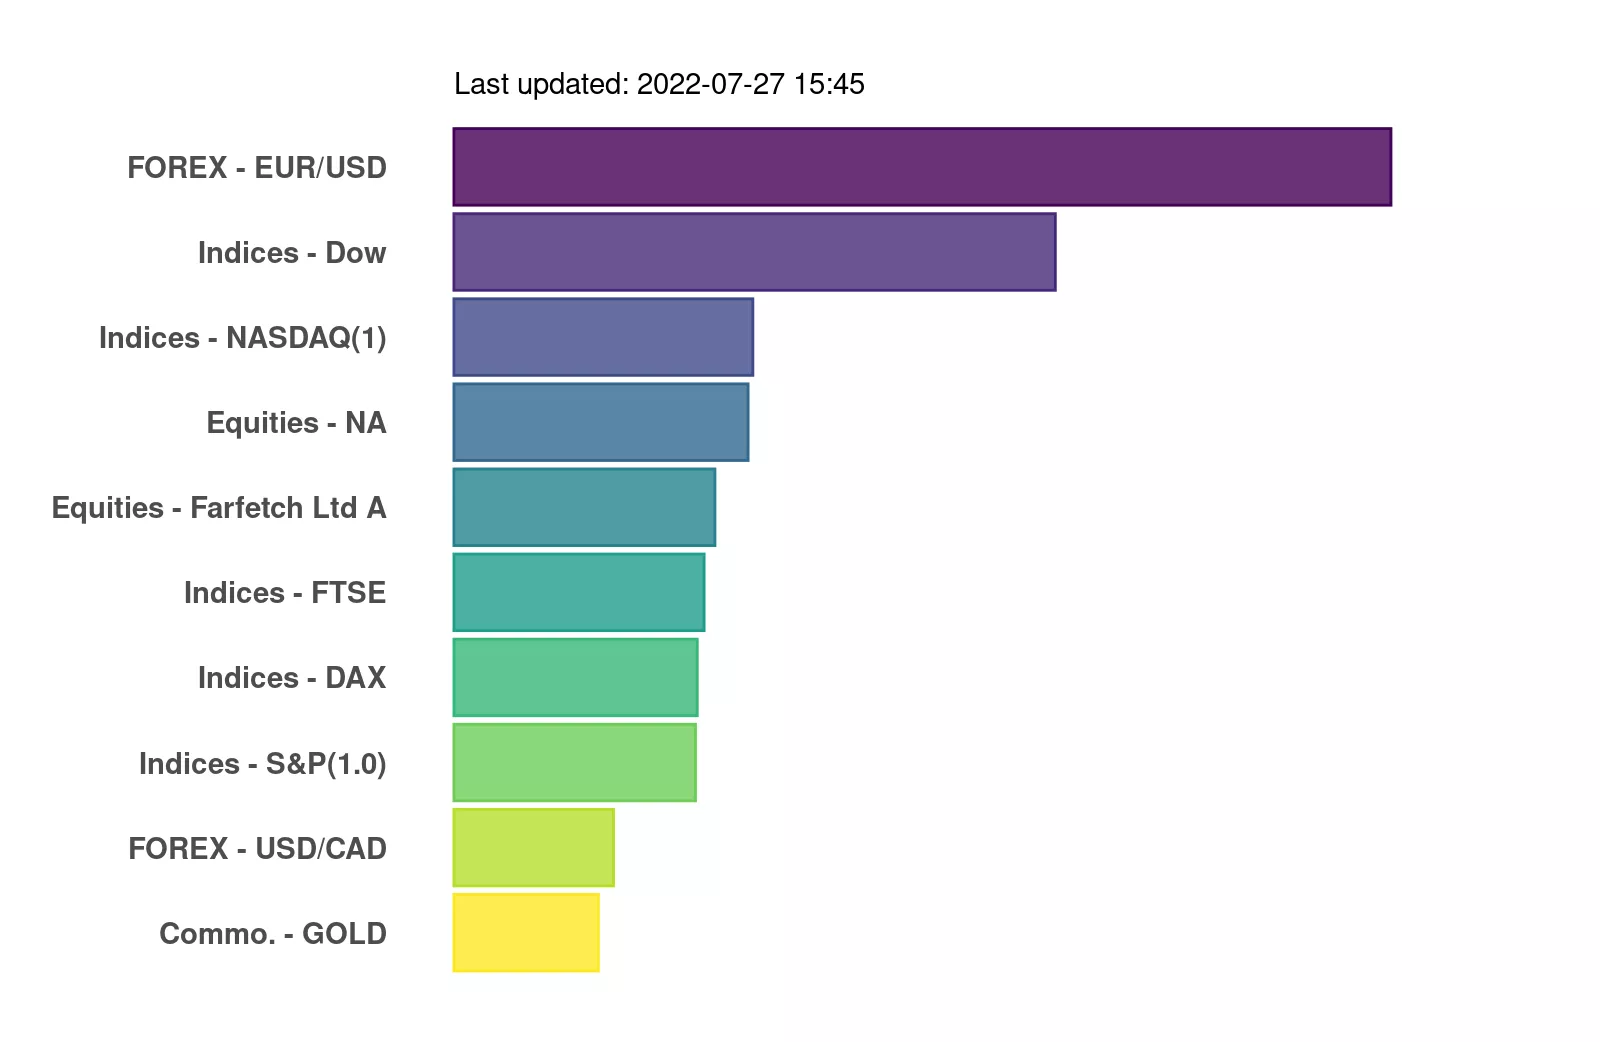 Last updated: 2022-07-27 15:45
FOREX - EUR/USD
Indices - Dow
Indices - NASDAQ(1)
Equities - NA
Equities - Farfetch Ltd A
Indices - FTSE
Indices - DAX
Indices - S&P(1.0)
FOREX - USD/CAD
Commo. - GOLD